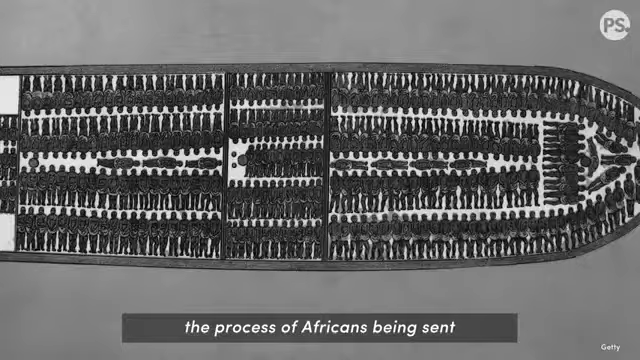 PS.
the process of Africans being sent
Getty